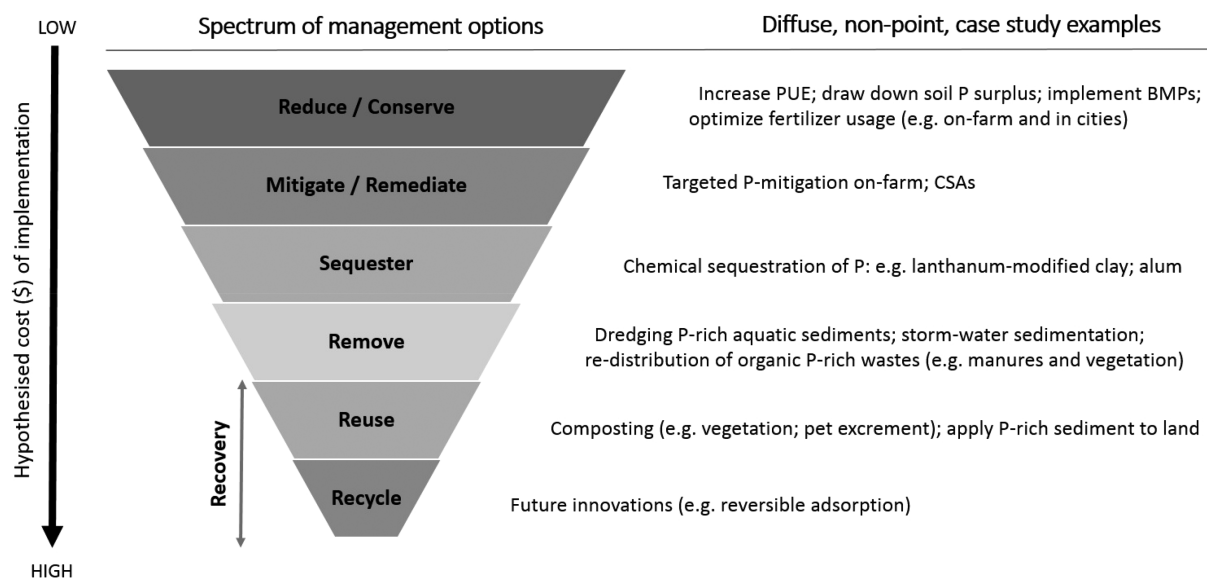 LOW
Spectrum of management options
Diffuse, non-point, case study examples
Hypothesised cost ($) of implementation
Reduce / Conserve
Increase PUE; draw down soil P surplus; implement BMPs;
optimize fertilizer usage (e.g. on-farm and in cities)
Mitigate / Remediate
Targeted P-mitigation on-farm; CSAs
Sequester
Chemical sequestration of P: e.g. lanthanum-modified clay; alum
Remove
Dredging P-rich aquatic sediments; storm-water sedimentation;
re-distribution of organic P-rich wastes (e.g. manures and vegetation)
Recovery
Reuse
Composting (e.g. vegetation; pet excrement); apply P-rich sediment to land
Recycle
Future innovations (e.g. reversible adsorption)
HIGH